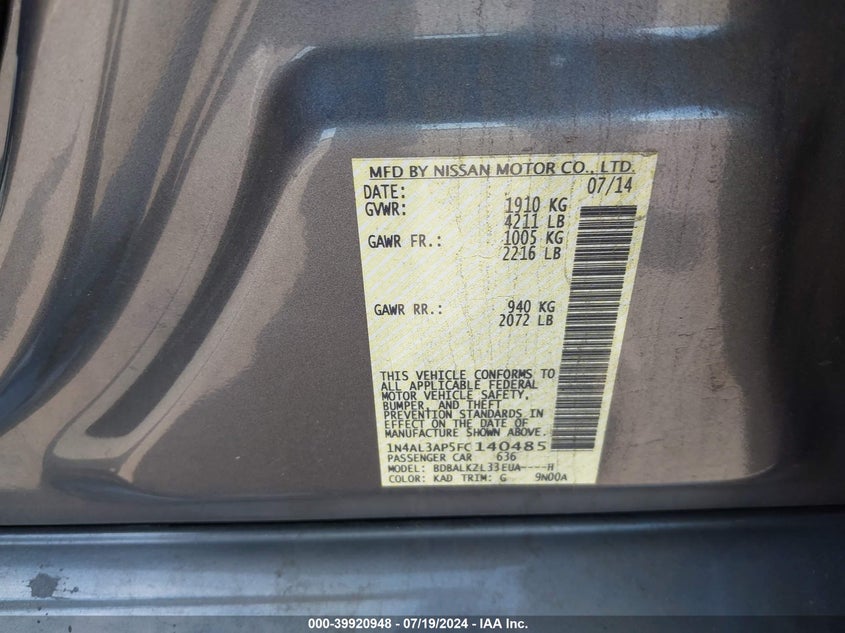 MFD BY NISSAN MOTOR CO., LTD.
DATE: 07/14
GVWR: 1910 KG
4211 LB
GAWR FR.: 1005 KG
2216 LB
GAWR RR.: 940 KG
2072 LB
THIS VEHICLE CONFORMS TO
ALL APPLICABLE FEDERAL
MOTOR VEHICLE SAFETY,
BUMPER, AND THEFT
PREVENTION STANDARDS IN
EFFECT ON THE DATE OF
MANUFACTURE SHOWN ABOVE.
1N4AL3AP5FC140485
PASSENGER CAR 636
MODEL: BDBALKZL33EUA----H
COLOR: KAD TRIM: G 9N00A
000-39920948 - 07/19/2024 - IAA Inc.